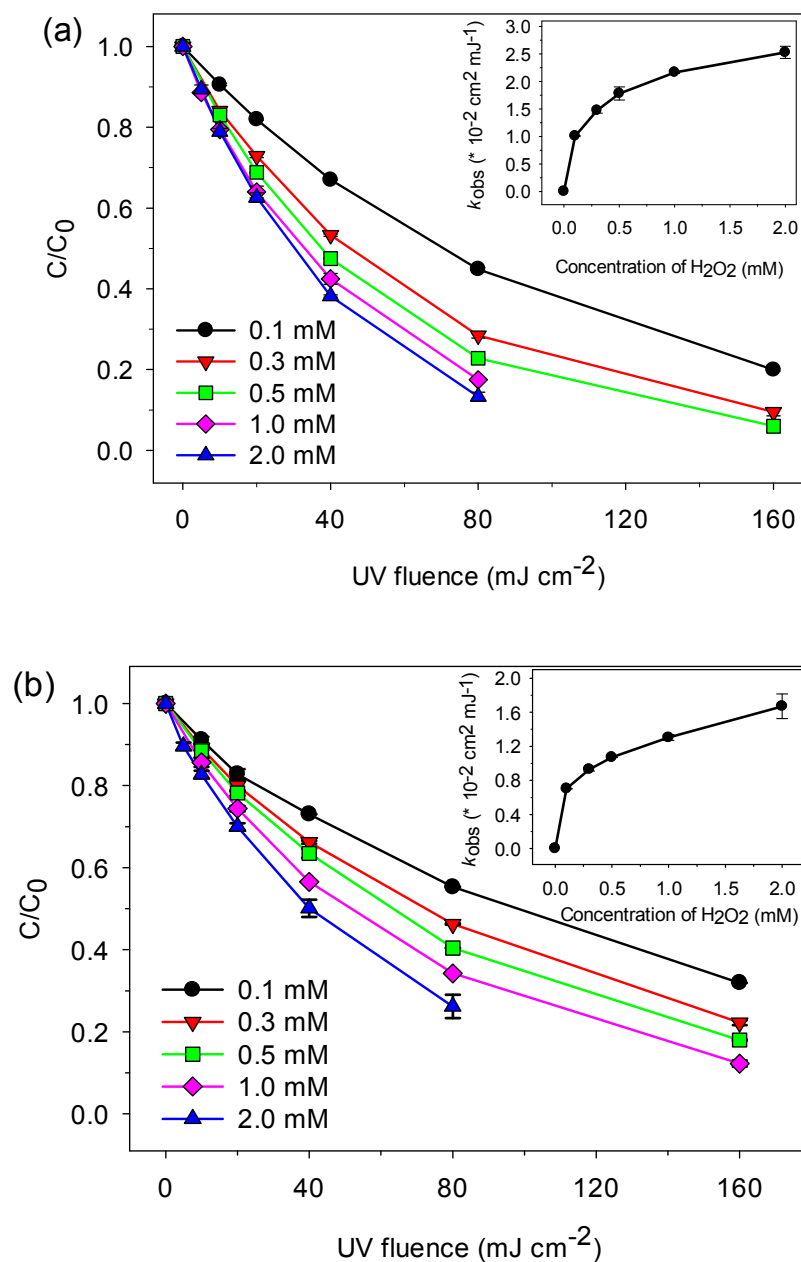 (a)
1.0
0.8
0.6
0.4
0.2
0.0
C/C0
0.1 mM
0.3 mM
0.5 mM
1.0 mM
2.0 mM
0 40 80 120 160
UV fluence (mJ cm-2)
3.0
2.5
2.0
1.5
1.0
0.5
0.0
kobs (* 10-2 cm2 mJ-1)
0.0 0.5 1.0 1.5 2.0
Concentration of H2O2 (mM)
(b)
1.0
0.8
0.6
0.4
0.2
0.0
C/C0
0.1 mM
0.3 mM
0.5 mM
1.0 mM
2.0 mM
0 40 80 120 160
UV fluence (mJ cm-2)
2.0
1.6
1.2
0.8
0.4
0.0
kobs (* 10-2 cm2 mJ-1)
0.0 0.5 1.0 1.5 2.0
Concentration of H2O2 (mM)